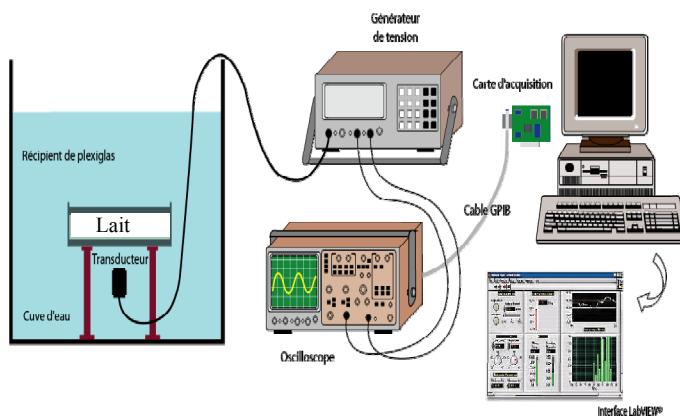 Générateur
de tension
Carte d'acquisition
Récipient de plexiglas
Lait
Transducteur
Cable GPIB
Cuve d'eau
Oscilloscope
Interface LabVIEW®